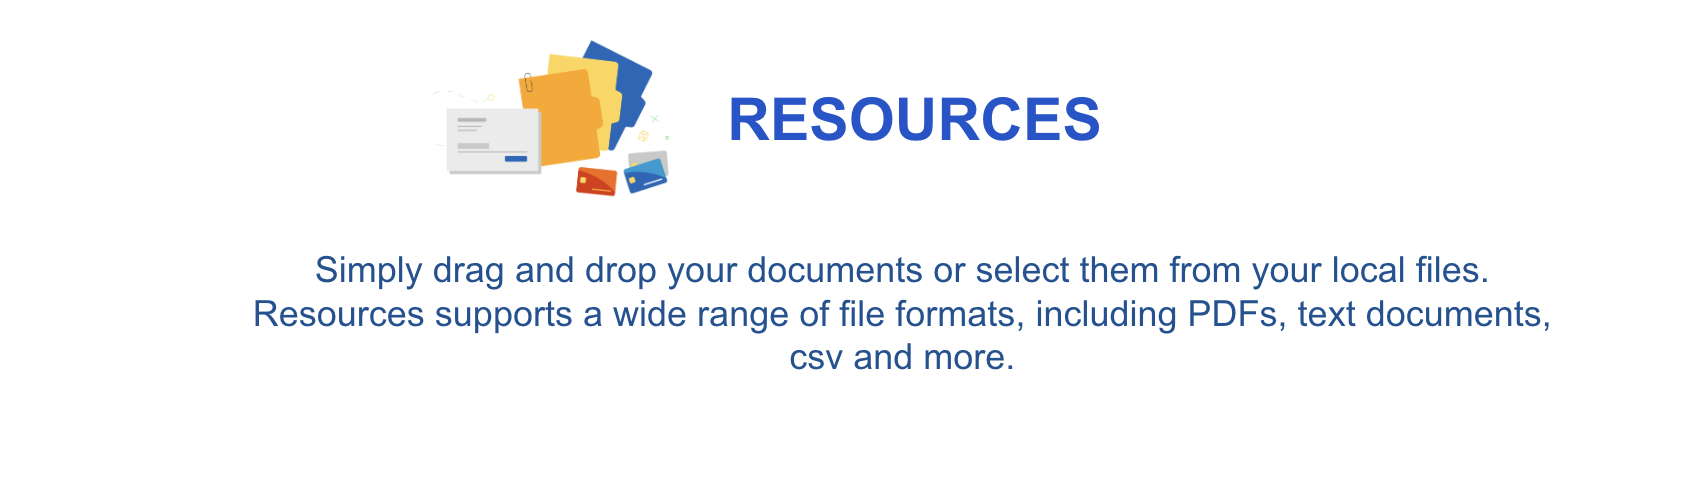 RESOURCES
Simply drag and drop your documents or select them from your local files.
Resources supports a wide range of file formats, including PDFs, text documents,
csv and more.